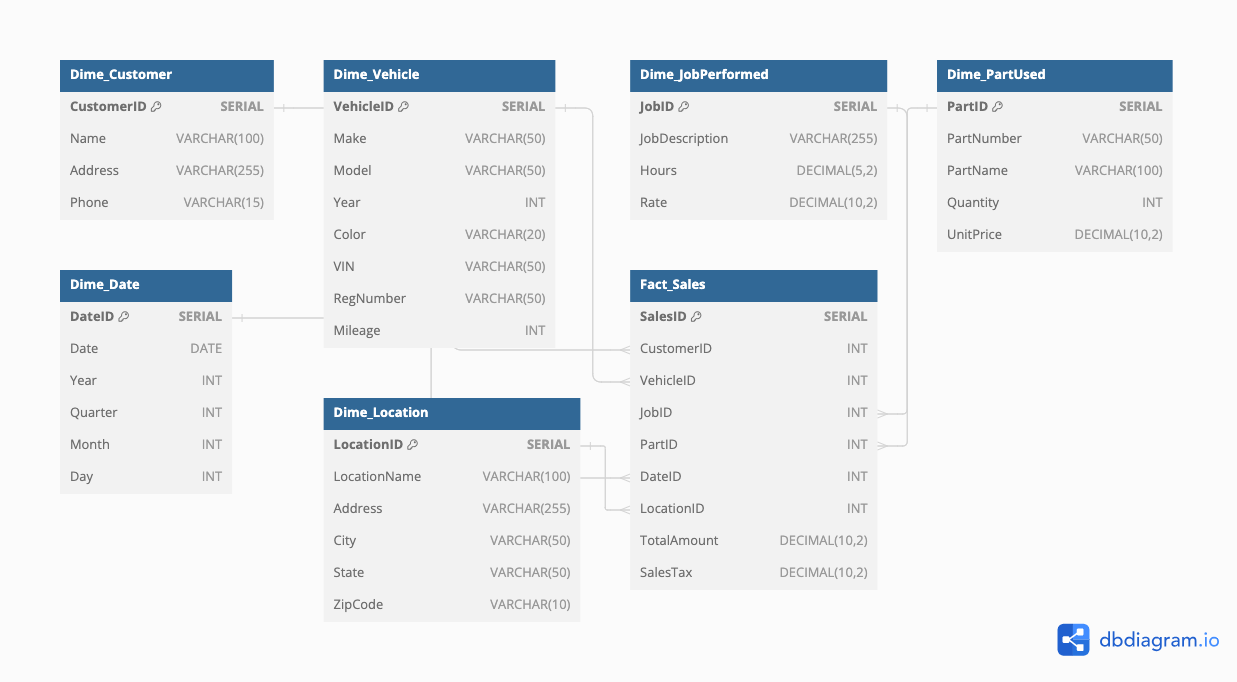 Dime_Customer
CustomerID SERIAL
Name VARCHAR(100)
Address VARCHAR(255)
Phone VARCHAR(15)
Dime_Vehicle
VehicleID SERIAL
Make VARCHAR(50)
Model VARCHAR(50)
Year INT
Color VARCHAR(20)
VIN VARCHAR(50)
RegNumber VARCHAR(50)
Mileage INT
Dime_JobPerformed
JobID SERIAL
JobDescription VARCHAR(255)
Hours DECIMAL(5,2)
Rate DECIMAL(10,2)
Dime_PartUsed
PartID SERIAL
PartNumber VARCHAR(50)
PartName VARCHAR(100)
Quantity INT
UnitPrice DECIMAL(10,2)
Dime_Date
DateID SERIAL
Date DATE
Year INT
Quarter INT
Month INT
Day INT
Dime_Location
LocationID SERIAL
LocationName VARCHAR(100)
Address VARCHAR(255)
City VARCHAR(50)
State VARCHAR(50)
ZipCode VARCHAR(10)
Fact_Sales
SalesID SERIAL
CustomerID INT
VehicleID INT
JobID INT
PartID INT
DateID INT
LocationID INT
TotalAmount DECIMAL(10,2)
SalesTax DECIMAL(10,2)
dbdiagram.io